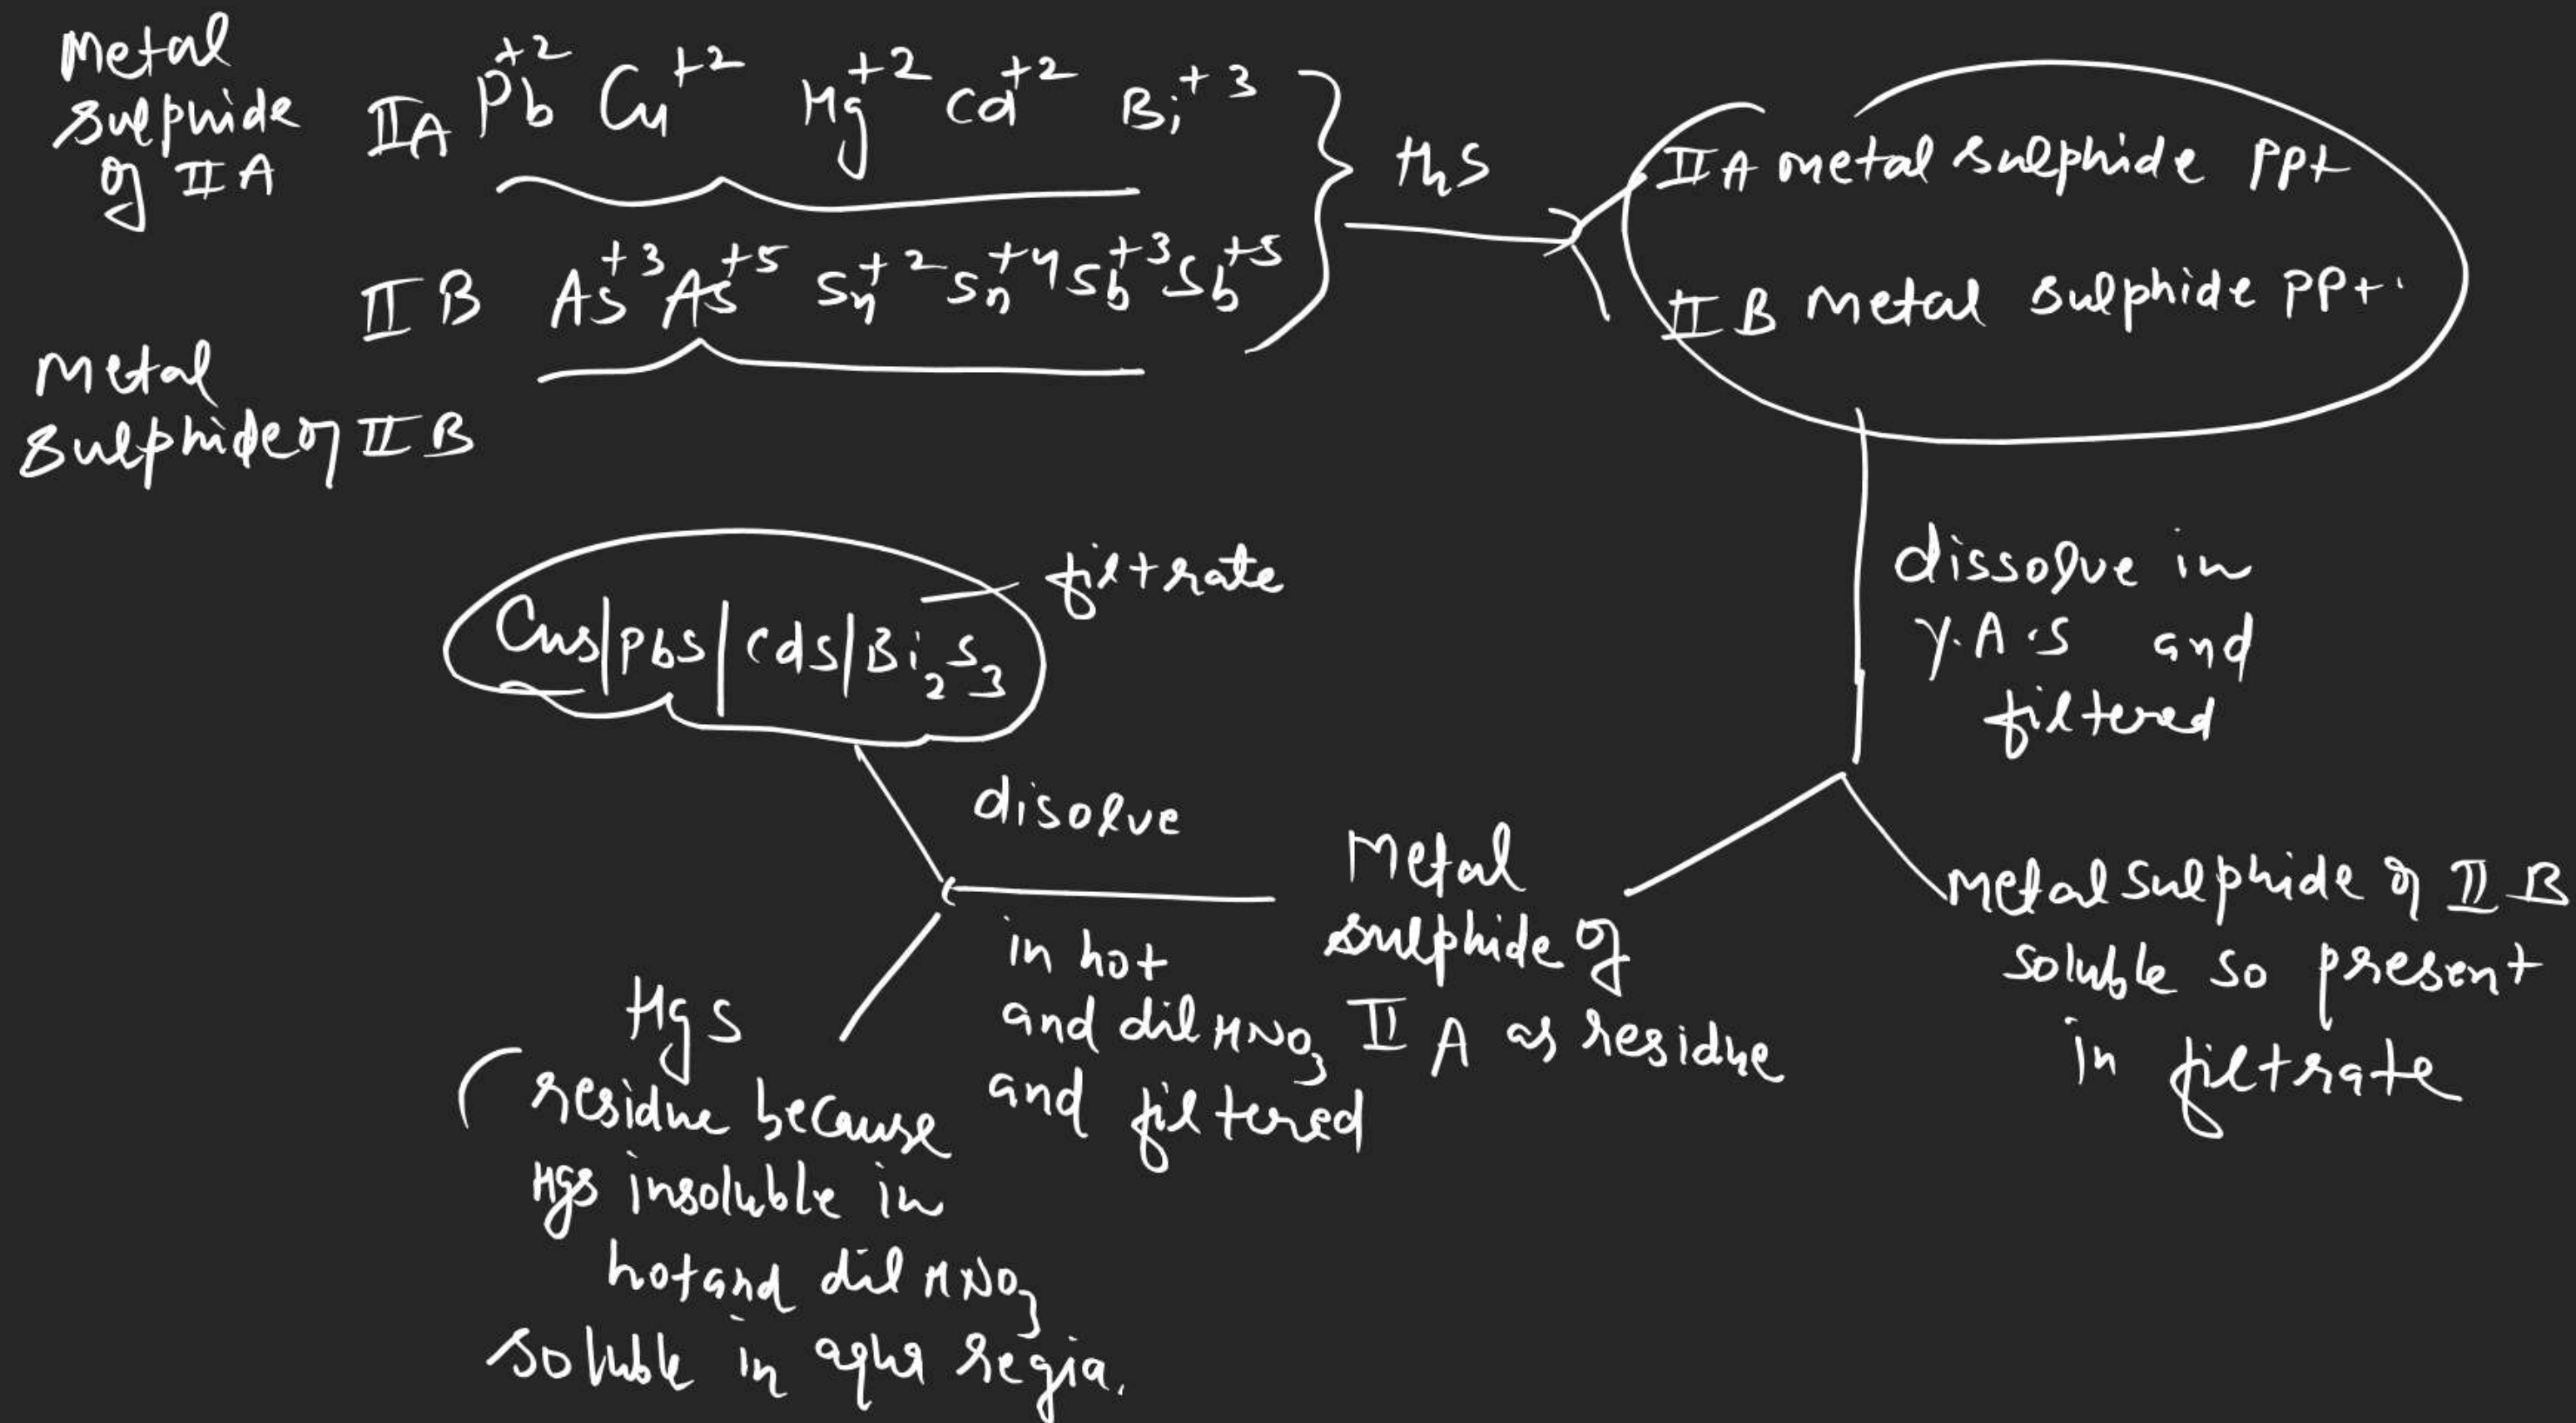 Metal
sulphide
of II A
IIA Pb+2 Cu+2 Hg+2 Cd+2 Bi+3
II B As+3 As+5 Sn+2 Sn+4 Sb+3 Sb+5
Metal
sulphide of II B
H2S
II A metal sulphide ppt
II B metal sulphide ppt.
dissolve in
Y.A.S and
filtered
Metal
sulphide of
II A as residue
Metal sulphide of II B
soluble so present
in filtrate
disolve
in hot
and dil HNO3
and filtered
CuS|PbS|CdS|Bi2S3
filtrate
HgS
(residue because
HgS insoluble in
hot and dil HNO3
soluble in aqua regia.